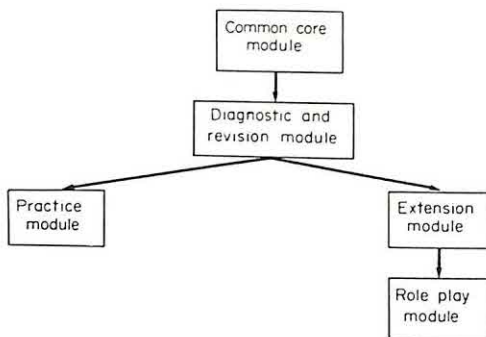 Common core
module
Diagnostic and
revision module
Practice
module
Extension
module
Role play
module